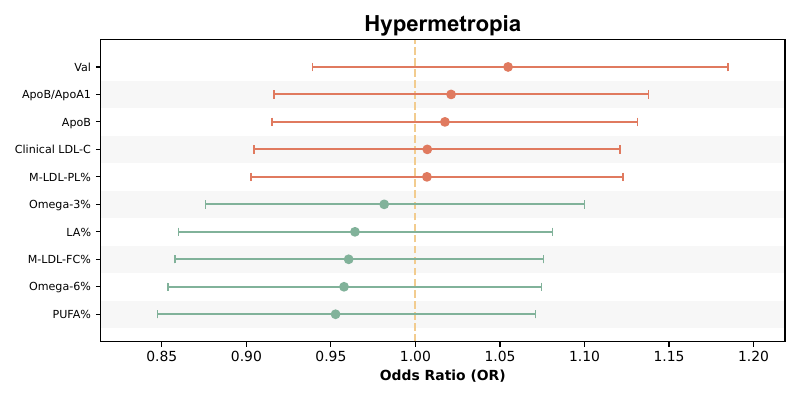 Hypermetropia
Val
ApoB/ApoA1
ApoB
Clinical LDL-C
M-LDL-PL%
Omega-3%
LA%
M-LDL-FC%
Omega-6%
PUFA%
0.85 0.90 0.95 1.00 1.05 1.10 1.15 1.20
Odds Ratio (OR)